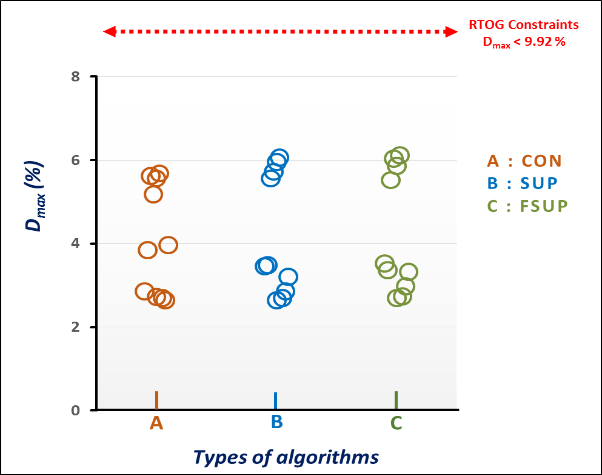 RTOG Constraints
Dmax < 9.92 %
8
6
4
2
0
Dmax (%)
A : CON
B : SUP
C : FSUP
A B C
Types of algorithms